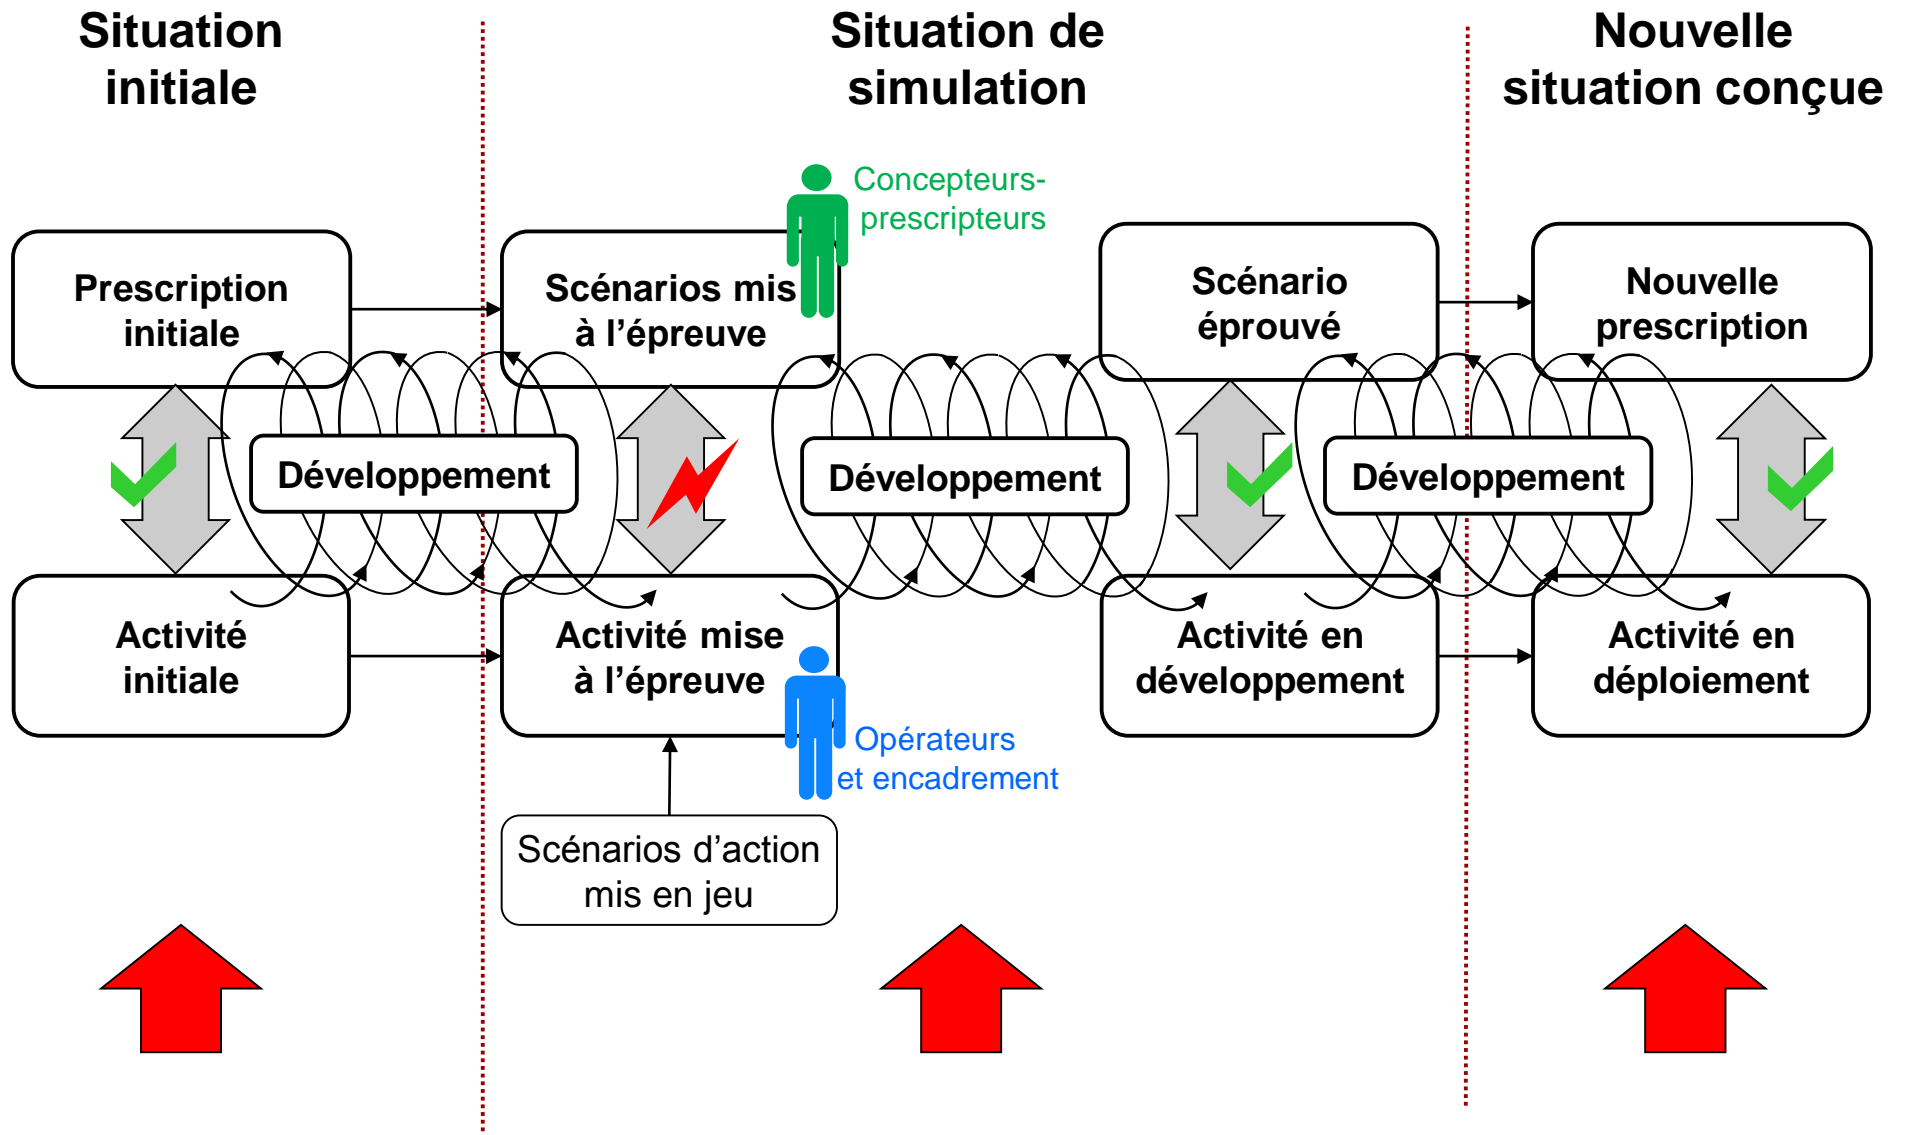 Situation
initiale
Situation de
simulation
Nouvelle
situation conçue
Concepteurs-
prescripteurs
Prescription
initiale
Scénarios mis
à l’épreuve
Scénario
éprouvé
Nouvelle
prescription
Développement
Développement
Développement
Activité
initiale
Activité mise
à l’épreuve
Activité en
développement
Activité en
déploiement
Opérateurs
et encadrement
Scénarios d’action
mis en jeu